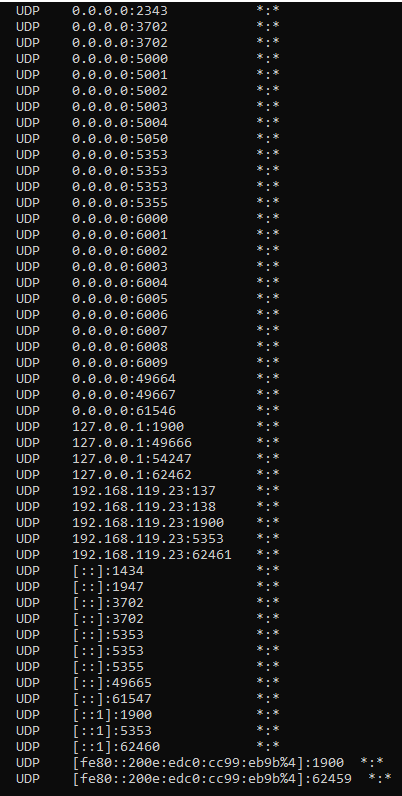 UDP    0.0.0.0:2343           *:*
UDP    0.0.0.0:3702           *:*
UDP    0.0.0.0:3702           *:*
UDP    0.0.0.0:5000           *:*
UDP    0.0.0.0:5001           *:*
UDP    0.0.0.0:5002           *:*
UDP    0.0.0.0:5003           *:*
UDP    0.0.0.0:5004           *:*
UDP    0.0.0.0:5050           *:*
UDP    0.0.0.0:5353           *:*
UDP    0.0.0.0:5353           *:*
UDP    0.0.0.0:5353           *:*
UDP    0.0.0.0:5355           *:*
UDP    0.0.0.0:6000           *:*
UDP    0.0.0.0:6001           *:*
UDP    0.0.0.0:6002           *:*
UDP    0.0.0.0:6003           *:*
UDP    0.0.0.0:6004           *:*
UDP    0.0.0.0:6005           *:*
UDP    0.0.0.0:6006           *:*
UDP    0.0.0.0:6007           *:*
UDP    0.0.0.0:6008           *:*
UDP    0.0.0.0:6009           *:*
UDP    0.0.0.0:49664          *:*
UDP    0.0.0.0:49667          *:*
UDP    0.0.0.0:61546          *:*
UDP    127.0.0.1:1900         *:*
UDP    127.0.0.1:49666        *:*
UDP    127.0.0.1:54247        *:*
UDP    127.0.0.1:62462        *:*
UDP    192.168.119.23:137     *:*
UDP    192.168.119.23:138     *:*
UDP    192.168.119.23:1900    *:*
UDP    192.168.119.23:5353    *:*
UDP    192.168.119.23:62461   *:*
UDP    [::]:1434              *:*
UDP    [::]:1947              *:*
UDP    [::]:3702              *:*
UDP    [::]:3702              *:*
UDP    [::]:5353              *:*
UDP    [::]:5353              *:*
UDP    [::]:5355              *:*
UDP    [::]:49665             *:*
UDP    [::]:61547             *:*
UDP    [::1]:1900             *:*
UDP    [::1]:5353             *:*
UDP    [::1]:62460            *:*
UDP    [fe80::200e:edc0:cc99:eb9b%4]:1900  *:*
UDP    [fe80::200e:edc0:cc99:eb9b%4]:62459  *:*